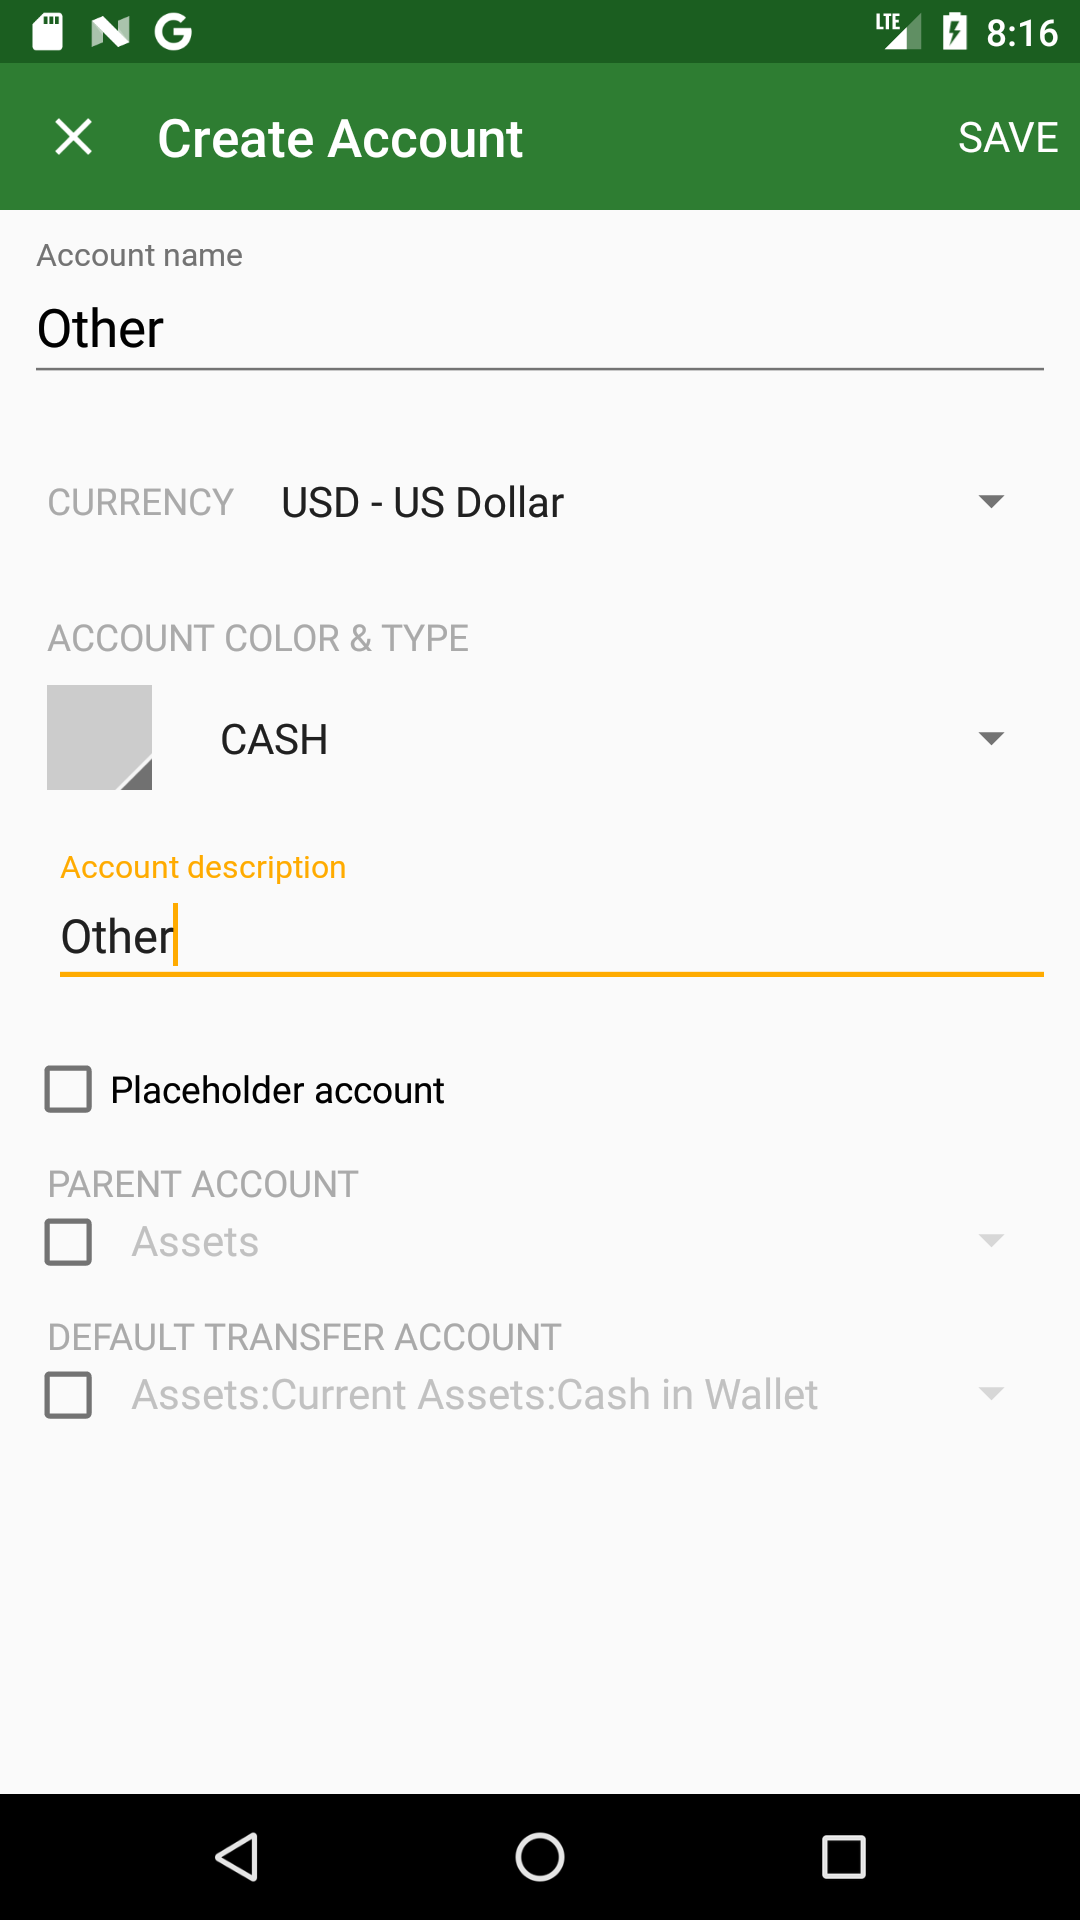 LTE 8:16
Create Account SAVE
Account name
Other
CURRENCY USD - US Dollar
ACCOUNT COLOR & TYPE
CASH
Account description
Other
Placeholder account
PARENT ACCOUNT
Assets
DEFAULT TRANSFER ACCOUNT
Assets:Current Assets:Cash in Wallet